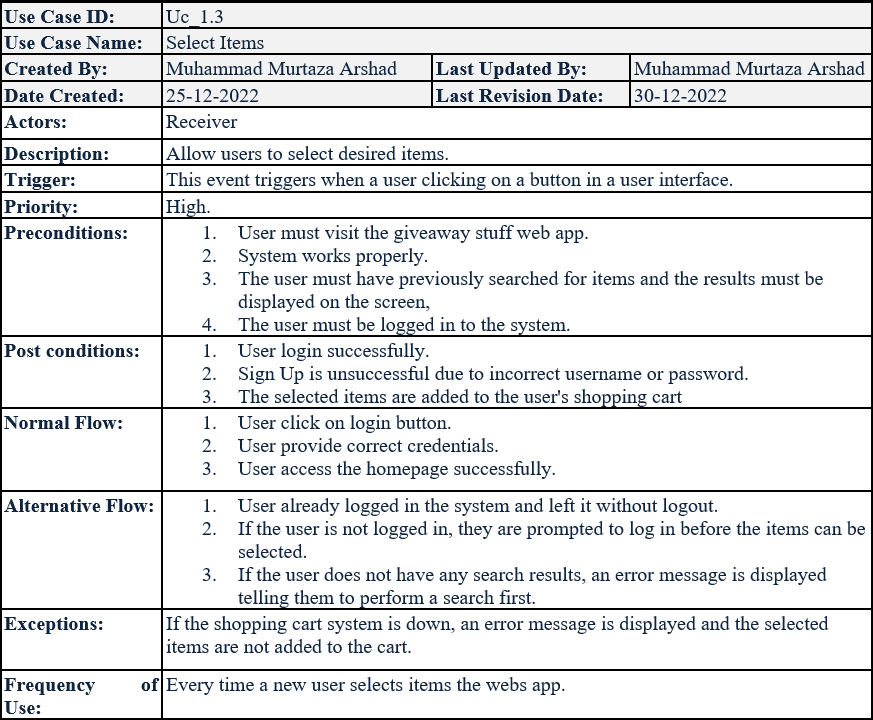 Use Case ID: Uc_1.3
Use Case Name: Select Items
Created By: Muhammad Murtaza Arshad Last Updated By: Muhammad Murtaza Arshad
Date Created: 25-12-2022 Last Revision Date: 30-12-2022
Actors: Receiver
Description: Allow users to select desired items.
Trigger: This event triggers when a user clicking on a button in a user interface.
Priority: High.
Preconditions: 1. User must visit the giveaway stuff web app.
2. System works properly.
3. The user must have previously searched for items and the results must be
displayed on the screen,
4. The user must be logged in to the system.
Post conditions: 1. User login successfully.
2. Sign Up is unsuccessful due to incorrect username or password.
3. The selected items are added to the user's shopping cart
Normal Flow: 1. User click on login button.
2. User provide correct credentials.
3. User access the homepage successfully.
Alternative Flow: 1. User already logged in the system and left it without logout.
2. If the user is not logged in, they are prompted to log in before the items can be
selected.
3. If the user does not have any search results, an error message is displayed
telling them to perform a search first.
Exceptions: If the shopping cart system is down, an error message is displayed and the selected
items are not added to the cart.
Frequency of Every time a new user selects items the webs app.
Use: